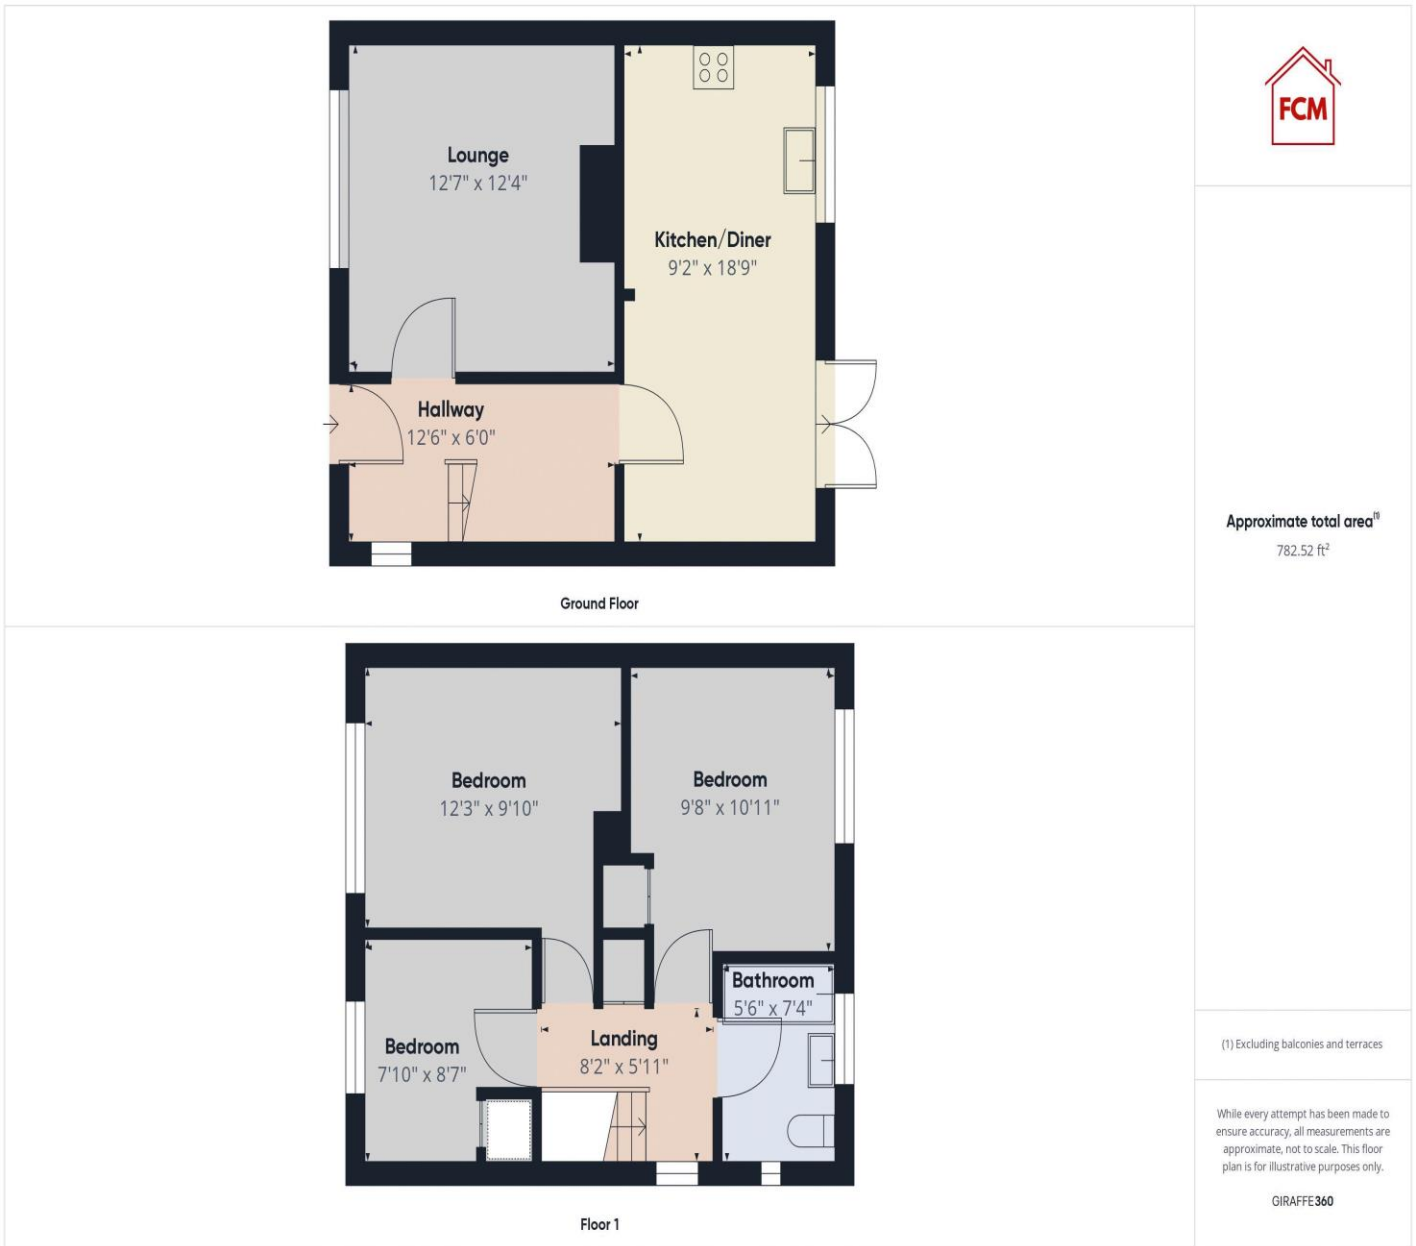 Lounge
12'7" x 12'4"
Kitchen/Diner
9'2" x 18'9"
Hallway
12'6" x 6'0"
Ground Floor
Bedroom
12'3" x 9'10"
Bedroom
9'8" x 10'11"
Bathroom
5'6" x 7'4"
Landing
8'2" x 5'11"
Bedroom
7'10" x 8'7"
Floor 1
FCM
Approximate total area(1)
782.52 ft²
(1) Excluding balconies and terraces
While every attempt has been made to
ensure accuracy, all measurements are
approximate, not to scale. This floor
plan is for illustrative purposes only.
GIRAFFE360